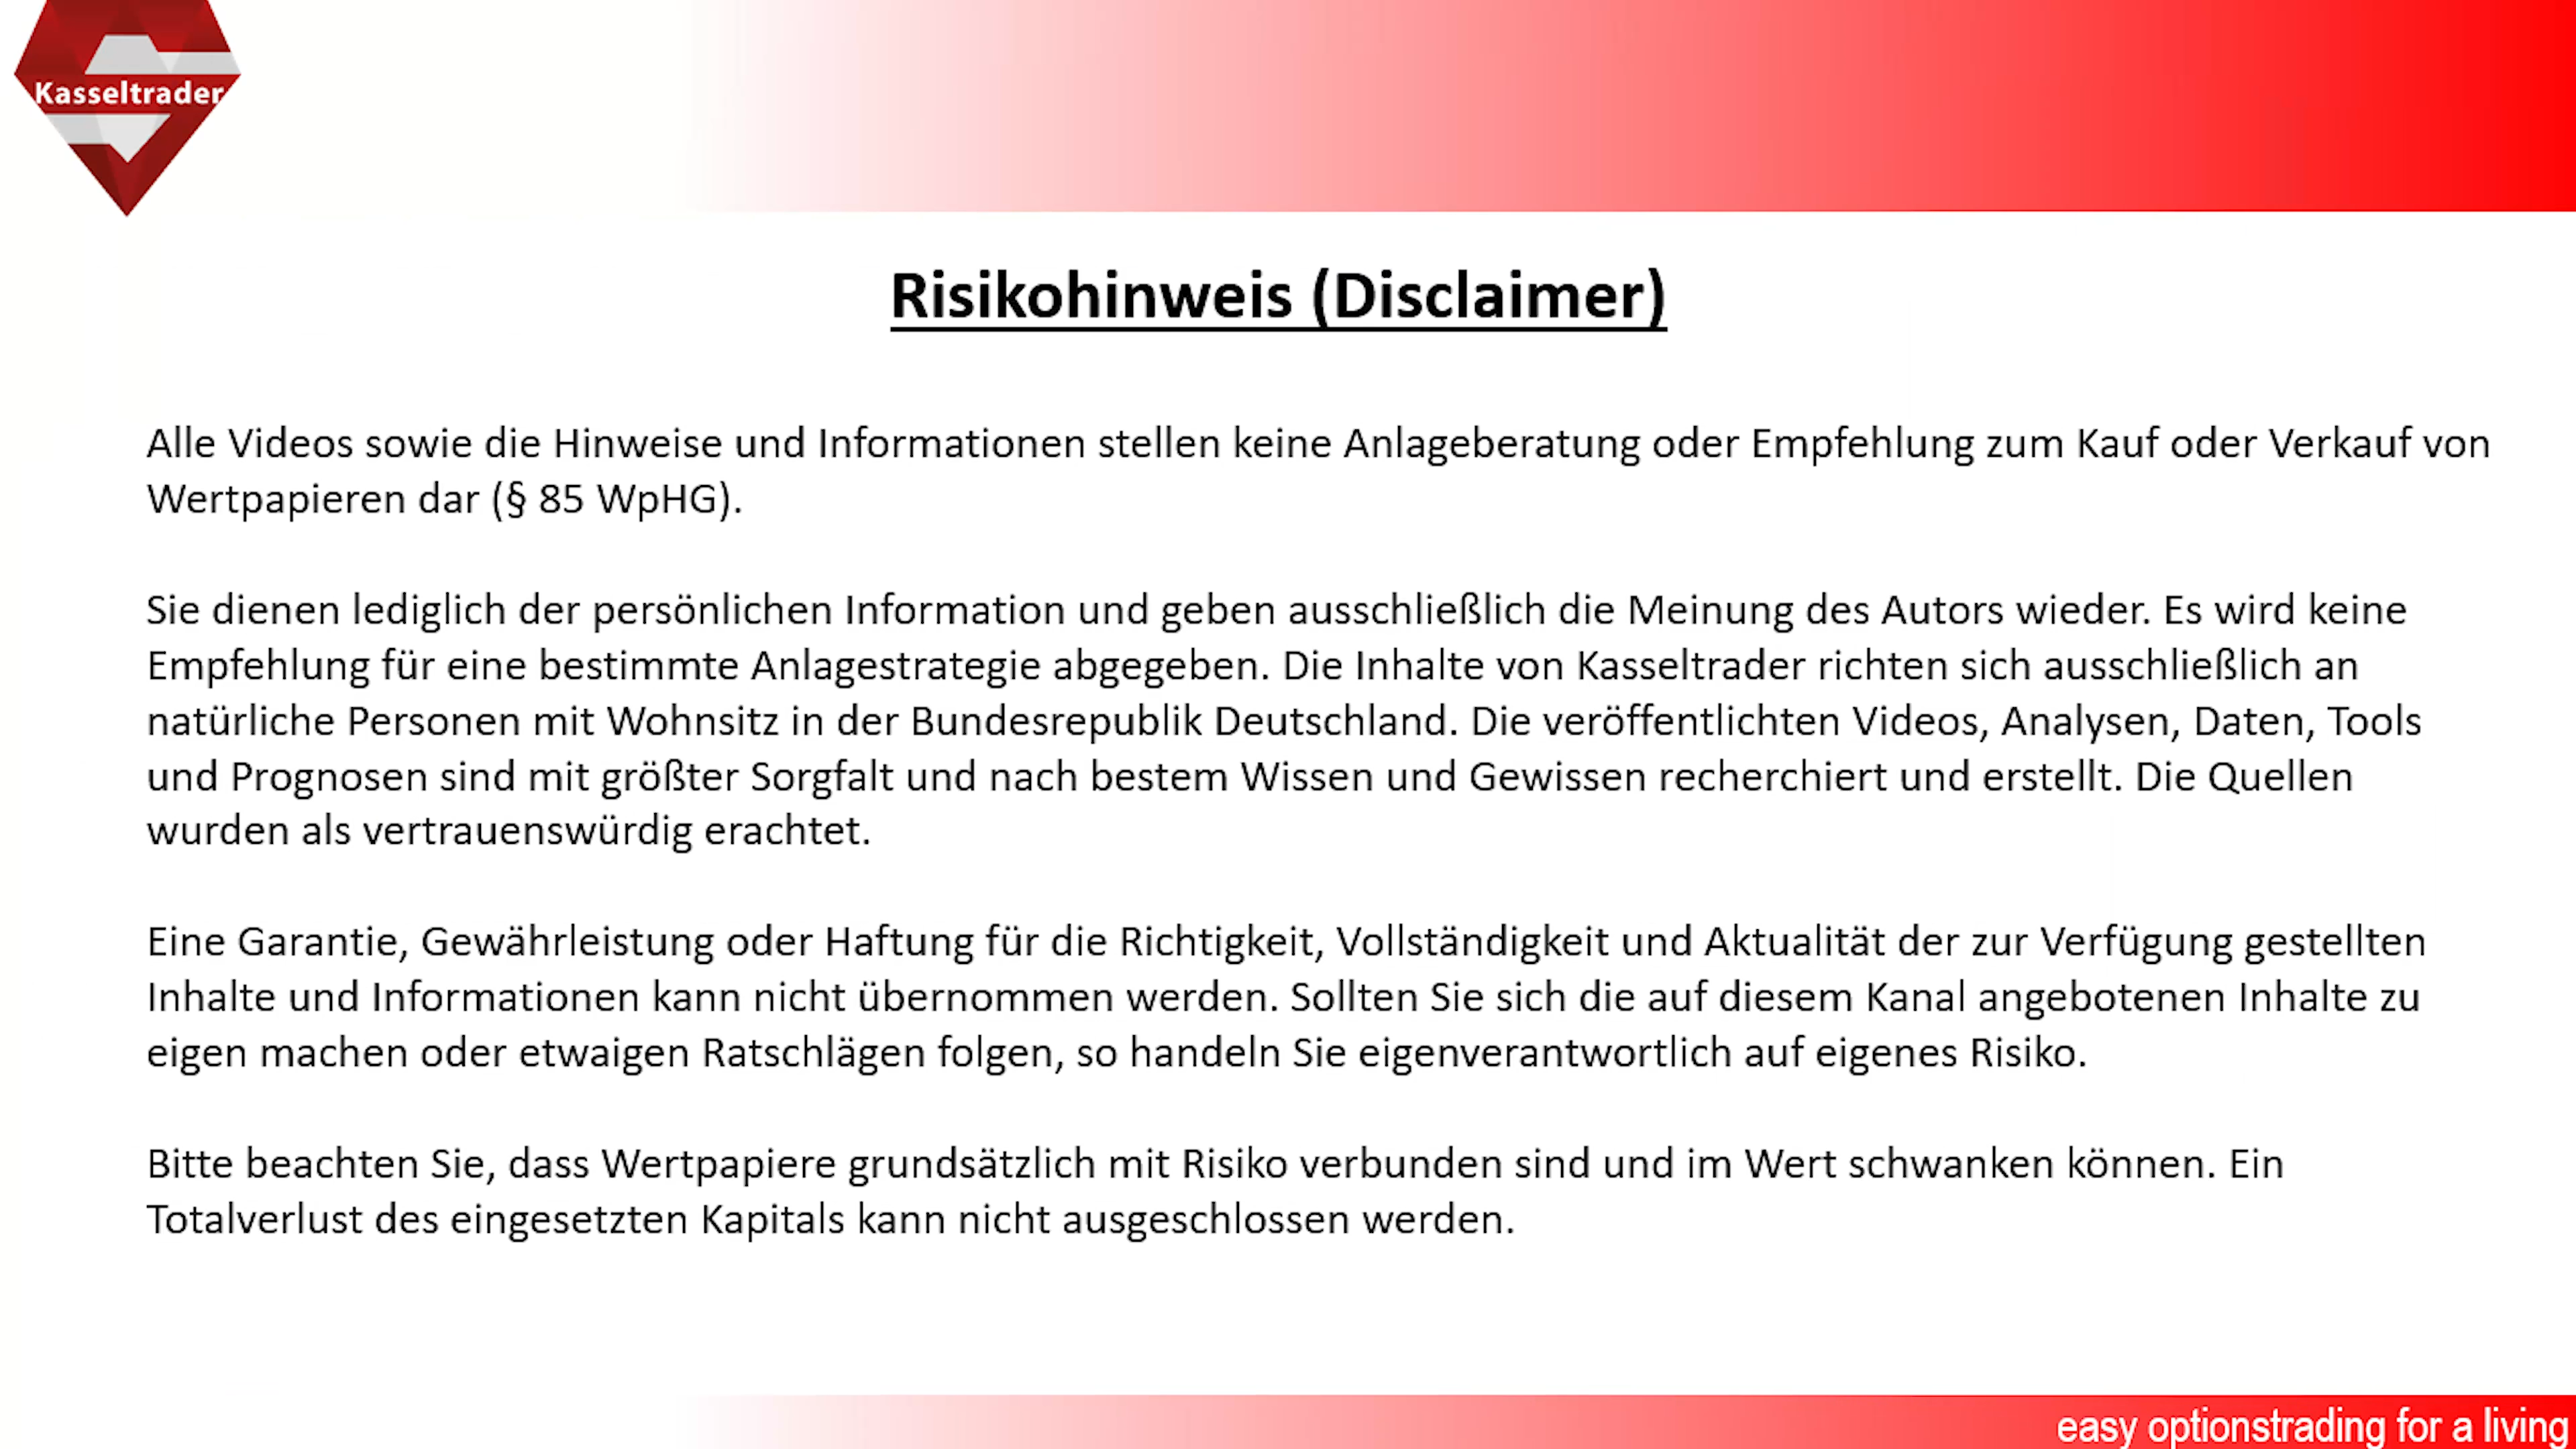 Kasseltrader
Risikohinweis (Disclaimer)
Alle Videos sowie die Hinweise und Informationen stellen keine Anlageberatung oder Empfehlung zum Kauf oder Verkauf von
Wertpapieren dar (§ 85 WpHG).
Sie dienen lediglich der persönlichen Information und geben ausschließlich die Meinung des Autors wieder. Es wird keine
Empfehlung für eine bestimmte Anlagestrategie abgegeben. Die Inhalte von Kasseltrader richten sich ausschließlich an
natürliche Personen mit Wohnsitz in der Bundesrepublik Deutschland. Die veröffentlichten Videos, Analysen, Daten, Tools
und Prognosen sind mit größter Sorgfalt und nach bestem Wissen und Gewissen recherchiert und erstellt. Die Quellen
wurden als vertrauenswürdig erachtet.
Eine Garantie, Gewährleistung oder Haftung für die Richtigkeit, Vollständigkeit und Aktualität der zur Verfügung gestellten
Inhalte und Informationen kann nicht übernommen werden. Sollten Sie sich die auf diesem Kanal angebotenen Inhalte zu
eigen machen oder etwaigen Ratschlägen folgen, so handeln Sie eigenverantwortlich auf eigenes Risiko.
Bitte beachten Sie, dass Wertpapiere grundsätzlich mit Risiko verbunden sind und im Wert schwanken können. Ein
Totalverlust des eingesetzten Kapitals kann nicht ausgeschlossen werden.
easy optionstrading for a living